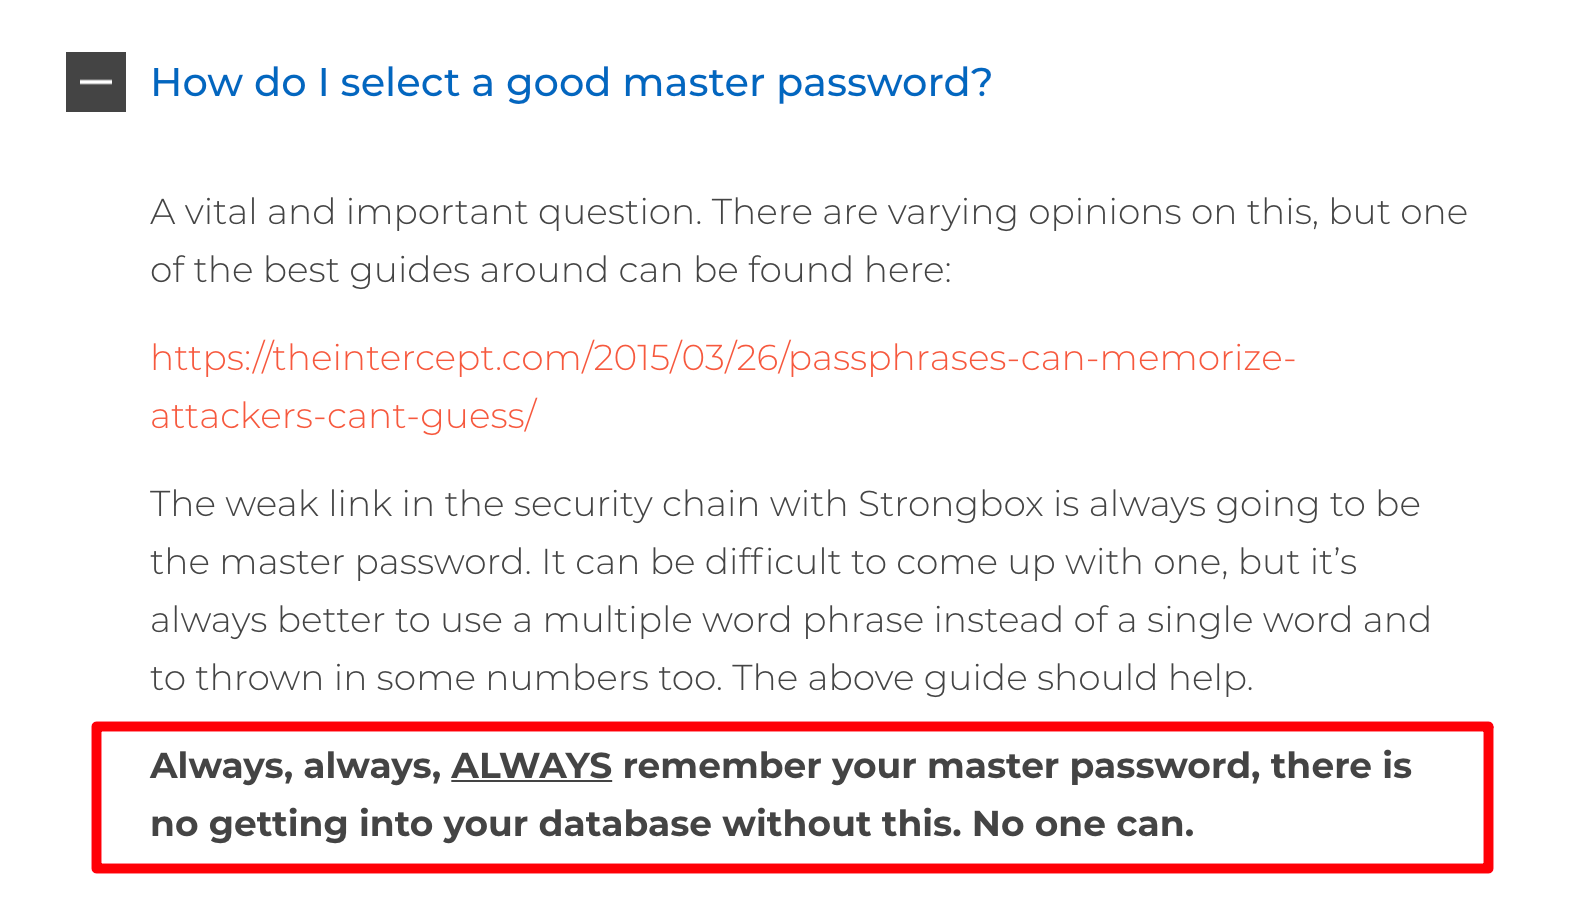 How do I select a good master password?
A vital and important question. There are varying opinions on this, but one
of the best guides around can be found here:
https://theintercept.com/2015/03/26/passphrases-can-memorize-
attackers-cant-guess/
The weak link in the security chain with Strongbox is always going to be
the master password. It can be difficult to come up with one, but it’s
always better to use a multiple word phrase instead of a single word and
to thrown in some numbers too. The above guide should help.
Always, always, ALWAYS remember your master password, there is
no getting into your database without this. No one can.